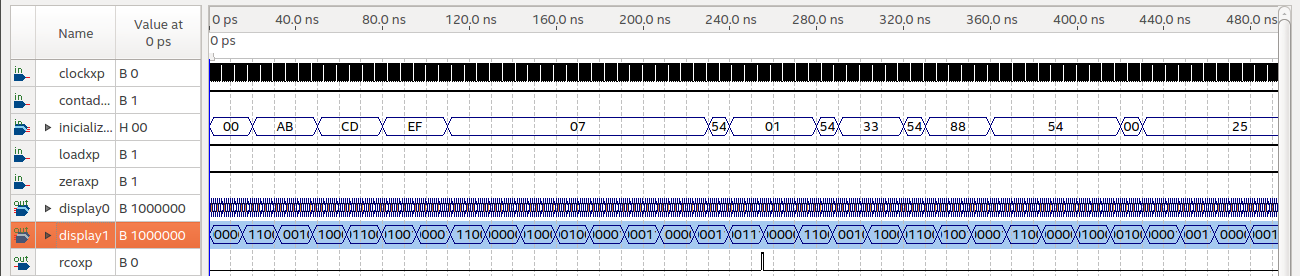 Name Value at 0 ps 0 ps 40.0 ns 80.0 ns 120.0 ns 160.0 ns 200.0 ns 240.0 ns 280.0 ns 320.0 ns 360.0 ns 400.0 ns 440.0 ns 480.0 ns
0 ps
in clockxp B 0
in contad... B 1
in inicializ... H 00 00 AB CD EF 07 54 01 54 33 54 88 54 00 25
in loadxp B 1
in zeraxp B 1
out display0 B 1000000
out display1 B 1000000
out rcoxp B 0